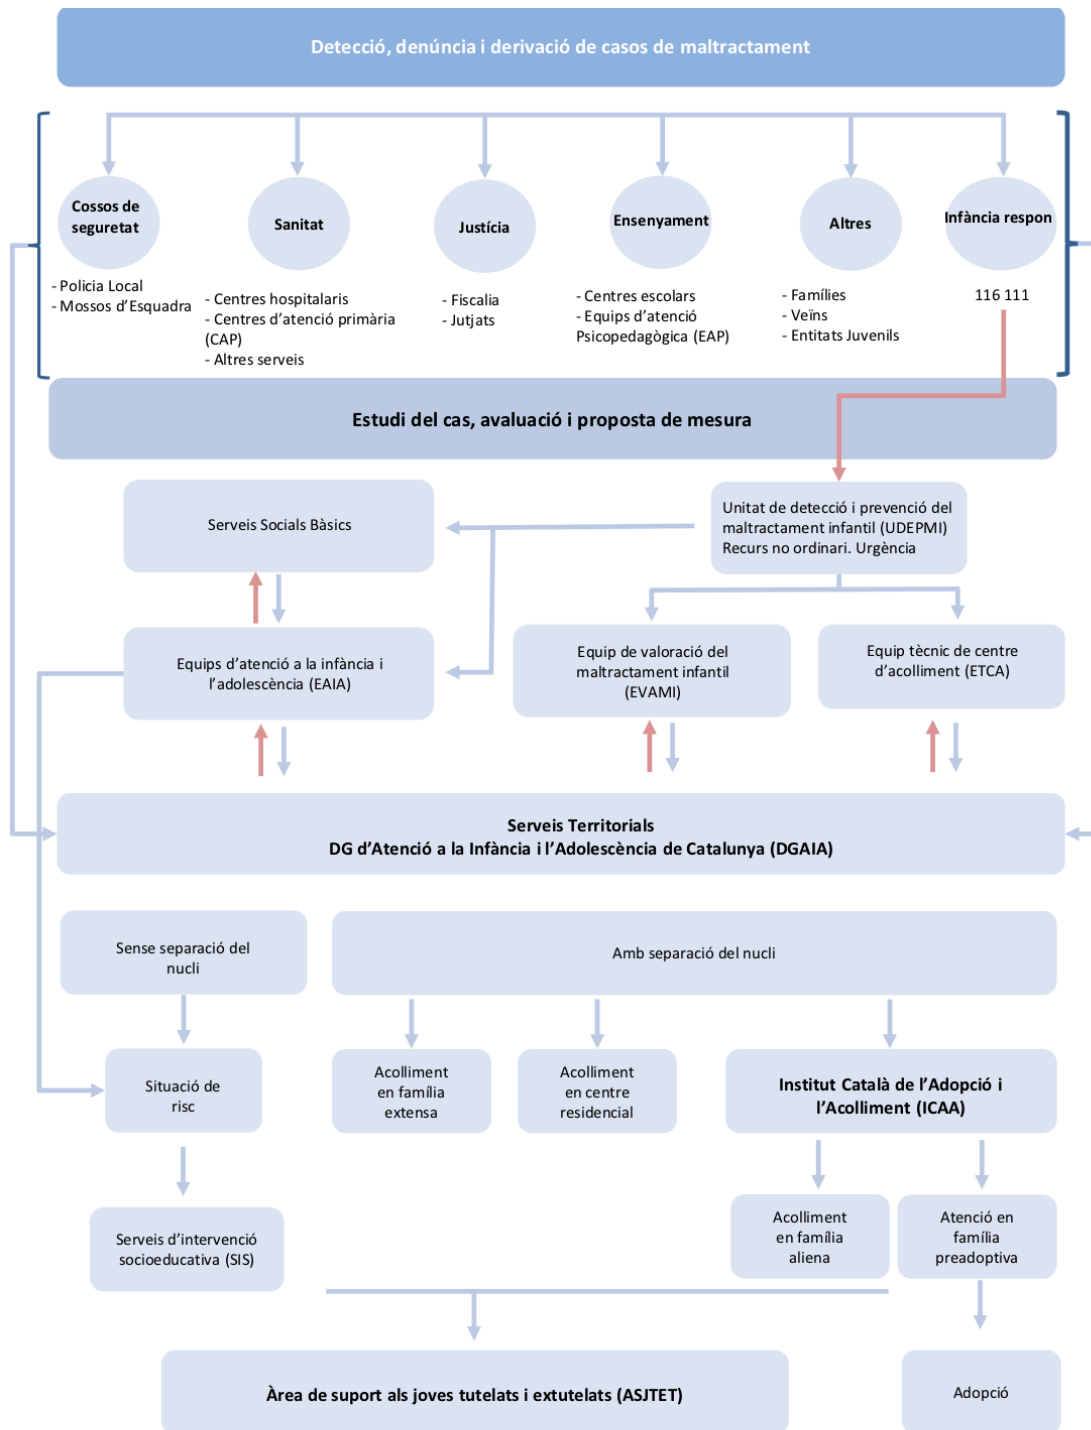 Detecció, denúncia i derivació de casos de maltractament
Cossos de
seguretat
- Policia Local
- Mossos d'Esquadra
Sanitat
- Centres hospitalaris
- Centres d'atenció primària
(CAP)
- Altres serveis
Justícia
- Fiscalia
- Jutjats
Ensenyament
- Centres escolars
- Equips d'atenció
Psicopedagògica (EAP)
Altres
- Famílies
- Veïns
- Entitats Juvenils
Infància respon
116 111
Estudi del cas, avaluació i proposta de mesura
Serveis Socials Bàsics
Unitat de detecció i prevenció del
maltractament infantil (UDEPMI)
Recurs no ordinari. Urgència
Equips d'atenció a la infància i
l'adolescència (EAIA)
Equip de valoració del
maltractament infantil
(EVAMI)
Equip tècnic de centre
d'acolliment (ETCA)
Serveis Territorials
DG d'Atenció a la Infància i l'Adolescència de Catalunya (DGAIA)
Sense separació del
nucli
Amb separació del nucli
Situació de
risc
Acolliment
en família
extensa
Acolliment
en centre
residencial
Institut Català de l'Adopció i
l'Acolliment (ICAA)
Serveis d'intervenció
socioeducativa (SIS)
Acolliment
en família
aliena
Atenció en
família
preadoptiva
Àrea de suport als joves tutelats i extutelats (ASJTET)
Adopció